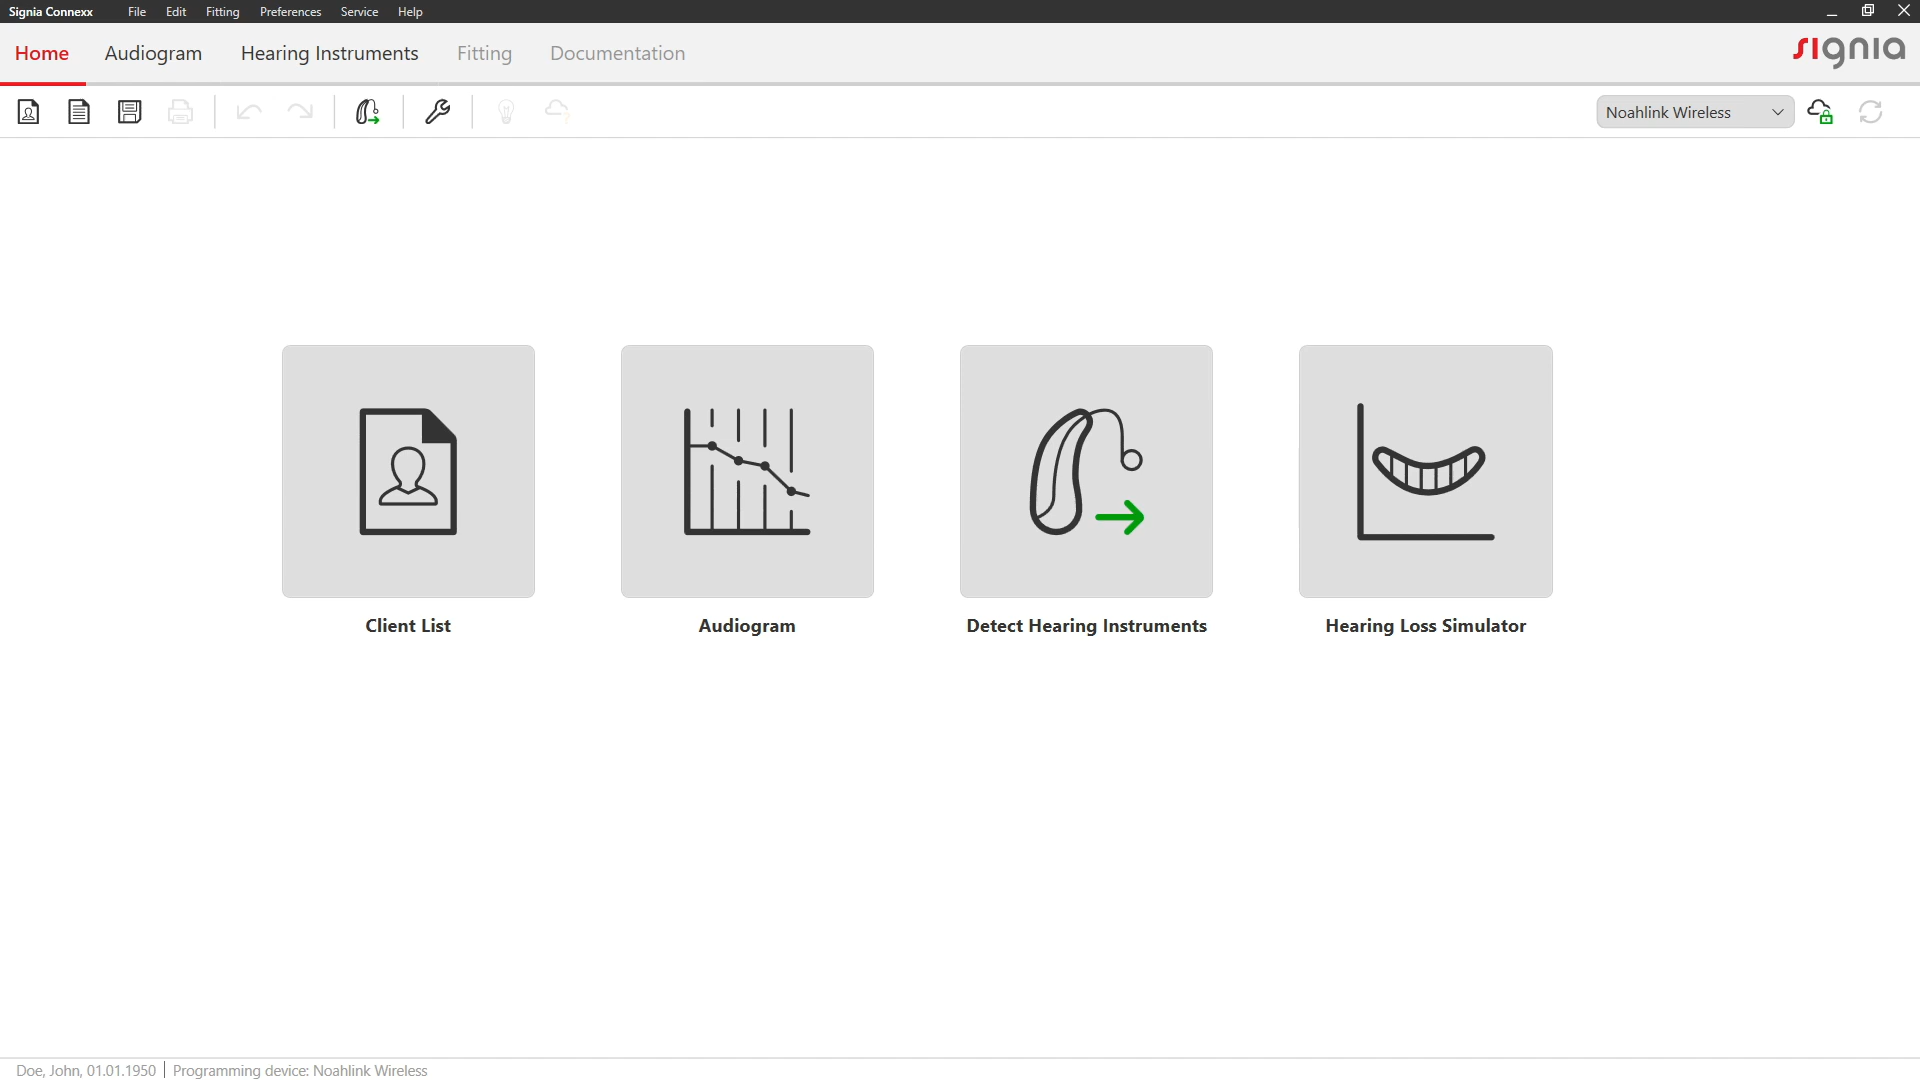 Signia Connexx File Edit Fitting Preferences Service Help
Home Audiogram Hearing Instruments Fitting Documentation
signia
Noahlink Wireless
Client List Audiogram Detect Hearing Instruments Hearing Loss Simulator
Doe, John, 01.01.1950 Programming device: Noahlink Wireless